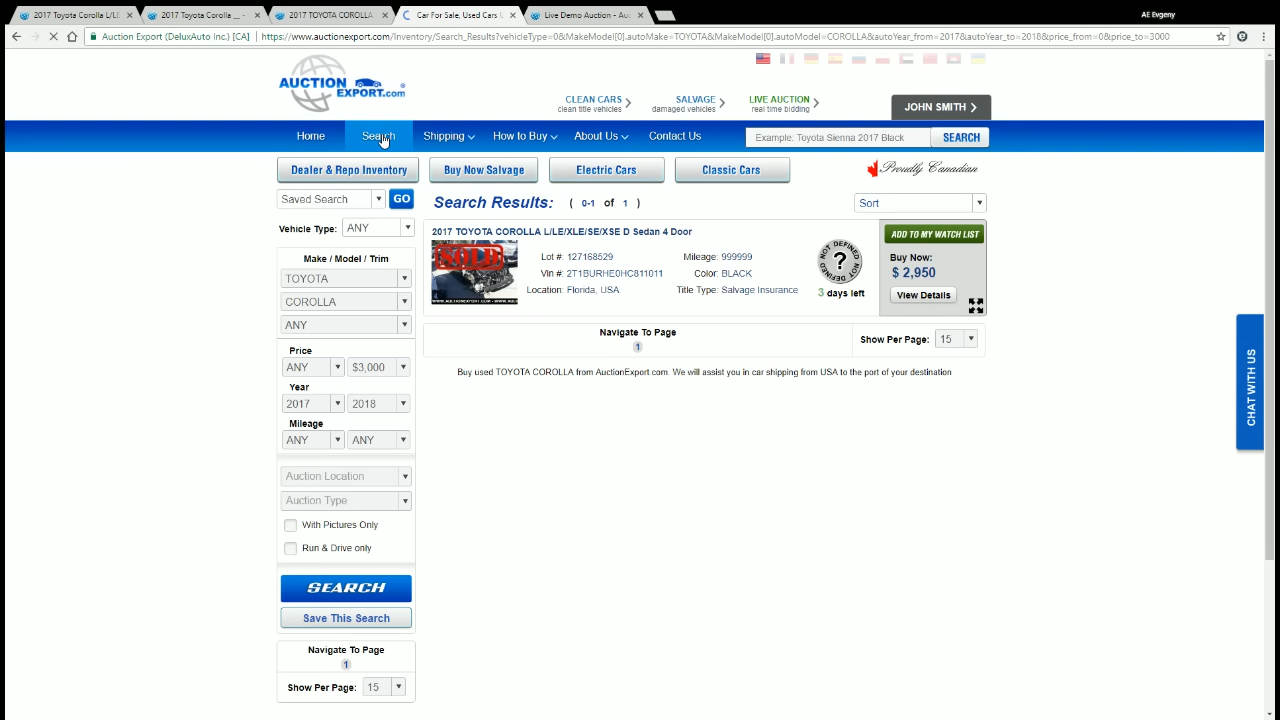 2017 Toyota Corolla L/LI.
2017 Toyota Corolla __ -
2017 TOYOTA COROLLA
Car For Sale, Used Cars
Live Demo Auction - Au
AE Evgeny
Auction Export (DeluxAuto Inc.) [CA] | https://www.auctionexport.com/Inventory/Search_Results?vehicleType=0&MakeModel[0].autoMake=TOYOTA&MakeModel[0].autoModel=COROLLA&autoYear_from=2017&autoYear_to=2018&price_from=0&price_to=3000
AUCTION
EXPORT.com
CLEAN CARS
clean title vehicles
SALVAGE
damaged vehicles
LIVE AUCTION
real time bidding
JOHN SMITH
Home Search Shipping How to Buy About Us Contact Us
Example: Toyota Sienna 2017 Black
SEARCH
Dealer & Repo Inventory
Buy Now Salvage
Electric Cars
Classic Cars
Proudly Canadian
Saved Search GO
Search Results: ( 0-1 of 1 )
Sort
Vehicle Type: ANY
Make / Model / Trim
TOYOTA
COROLLA
ANY
Price
ANY $3,000
Year
2017 2018
Mileage
ANY ANY
Auction Location
Auction Type
With Pictures Only
Run & Drive only
SEARCH
Save This Search
Navigate To Page
1
Show Per Page: 15
2017 TOYOTA COROLLA L/LE/XLE/SE/XSE D Sedan 4 Door
SOLD
WWW.AUCTIONEXPORT.COM
Lot #: 127168529
Vin #: 2T1BURHE0HC811011
Location: Florida, USA
Mileage: 999999
Color: BLACK
Title Type: Salvage Insurance
NOT DEFINED
?
NOT DEFINED
3 days left
ADD TO MY WATCH LIST
Buy Now:
$ 2,950
View Details
Navigate To Page
1
Show Per Page: 15
Buy used TOYOTA COROLLA from AuctionExport.com. We will assist you in car shipping from USA to the port of your destination
CHAT WITH US